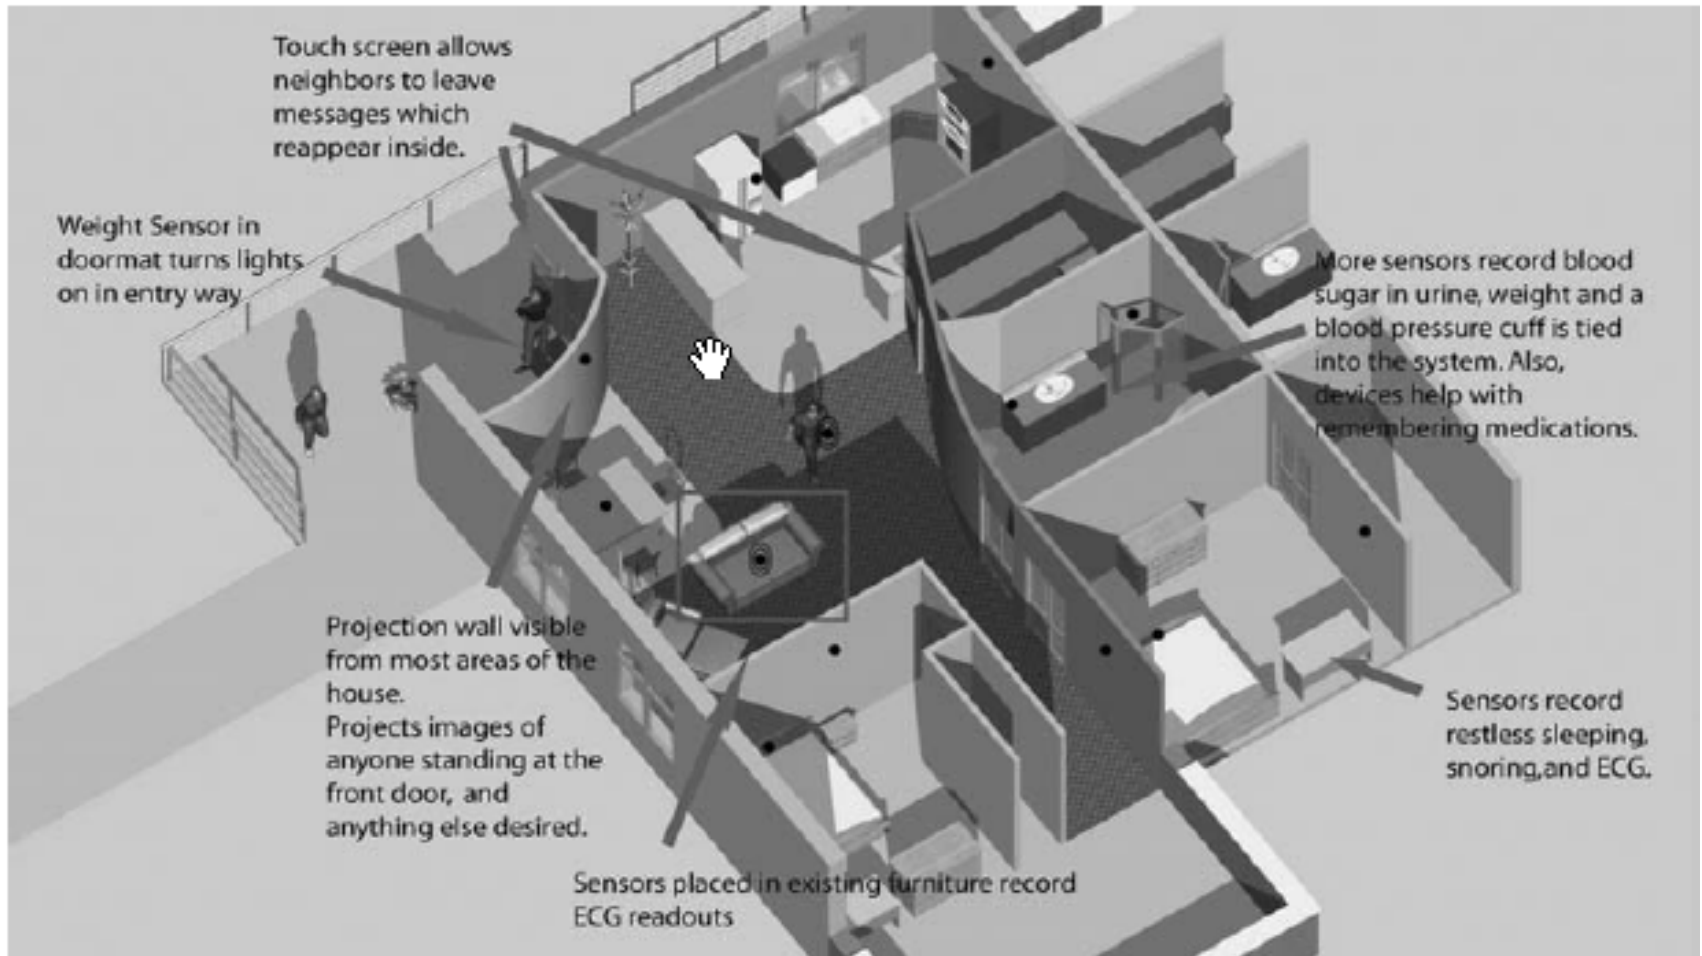 Touch screen allows
neighbors to leave
messages which
reappear inside.
Weight Sensor in
doormat turns lights
on in entry way
More sensors record blood
sugar in urine, weight and a
blood pressure cuff is tied
into the system. Also,
devices help with
remembering medications.
Projection wall visible
from most areas of the
house.
Projects images of
anyone standing at the
front door, and
anything else desired.
Sensors record
restless sleeping,
snoring,and ECG.
Sensors placed in existing furniture record
ECG readouts